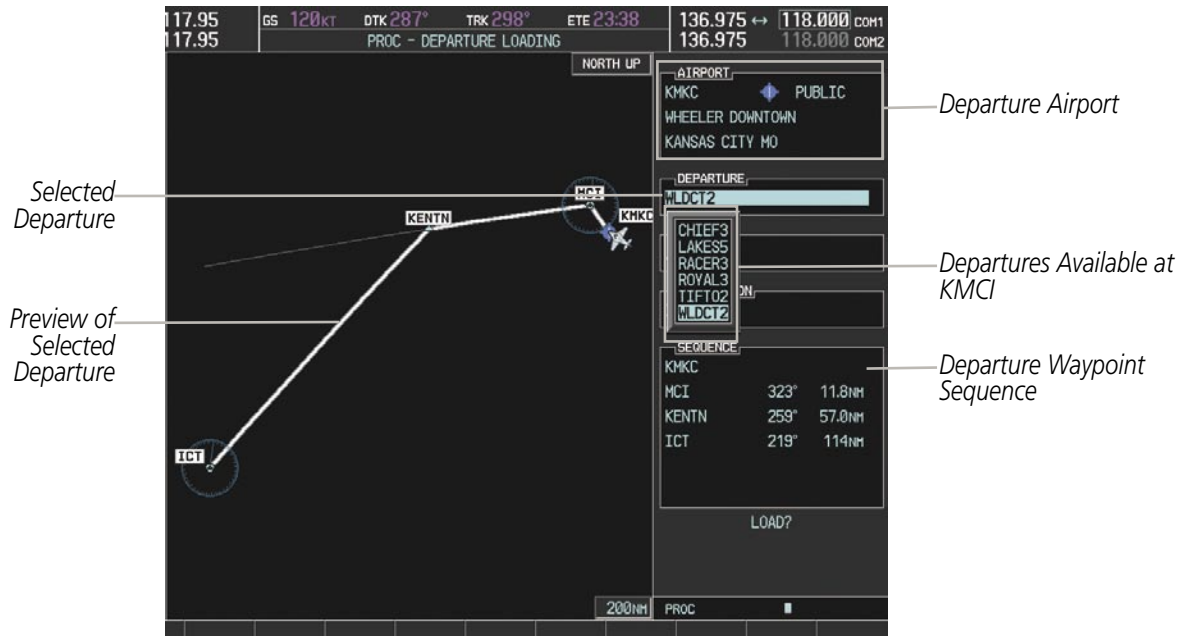 117.95
117.95
GS 120KT DTK 287° TRK 298° ETE 23:38
PROC – DEPARTURE LOADING
136.975 ↔ 118.000 COM1
136.975 118.000 COM2
NORTH UP
AIRPORT
KMKC PUBLIC
WHEELER DOWNTOWN
KANSAS CITY MO
Departure Airport
DEPARTURE
WLDCT2
Selected
Departure
CHIEF3
LAKES5
RACER3
ROYAL3
TIFTO2
WLDCT2
ON
Departures Available at
KMCI
MCI
KMKC
KENTN
ICT
Preview of
Selected
Departure
SEQUENCE
KMKC
MCI 323° 11.8NM
KENTN 259° 57.0NM
ICT 219° 114NM
Departure Waypoint
Sequence
LOAD?
200NM
PROC